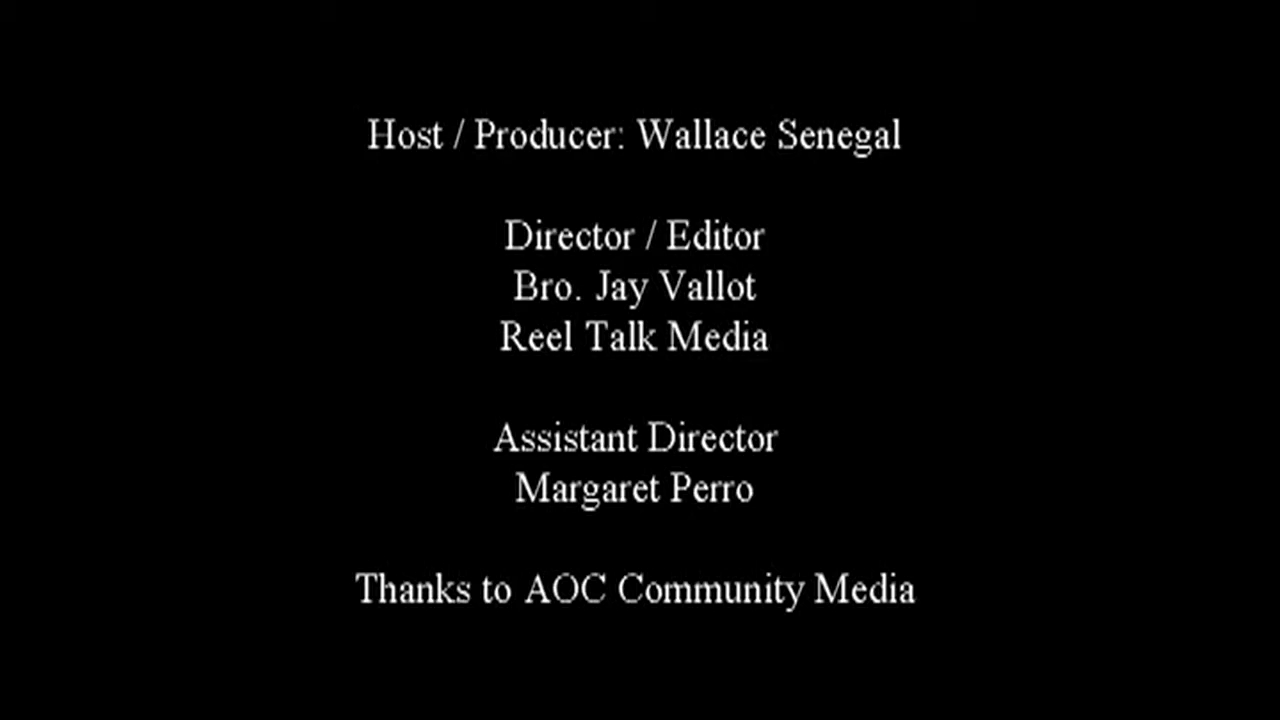 Host / Producer: Wallace Senegal
Director / Editor
Bro. Jay Vallot
Reel Talk Media
Assistant Director
Margaret Perro
Thanks to AOC Community Media